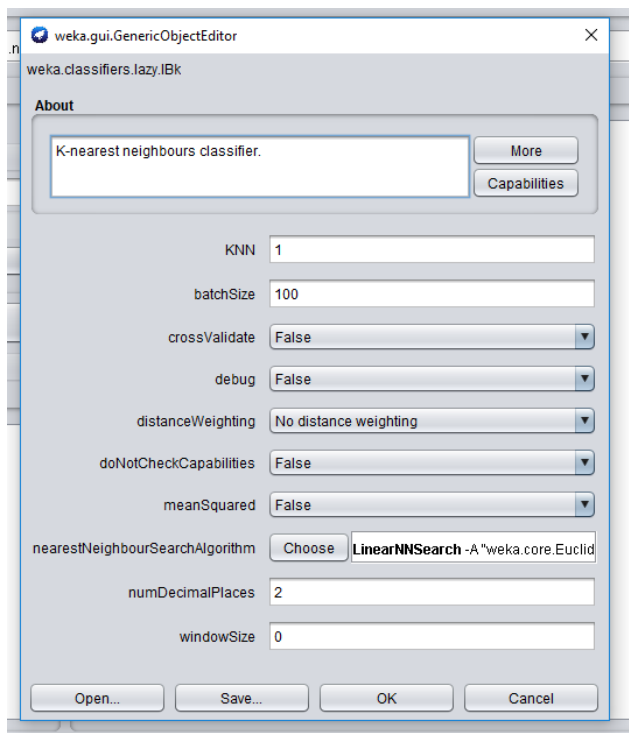 weka.gui.GenericObjectEditor
.n
weka.classifiers.lazy.IBk
About
K-nearest neighbours classifier.
More
Capabilities
KNN 1
batchSize 100
crossValidate False
debug False
distanceWeighting No distance weighting
doNotCheckCapabilities False
meanSquared False
nearestNeighbourSearchAlgorithm Choose LinearNNSearch -A "weka.core.Euclid
numDecimalPlaces 2
windowSize 0
Open... Save... OK Cancel